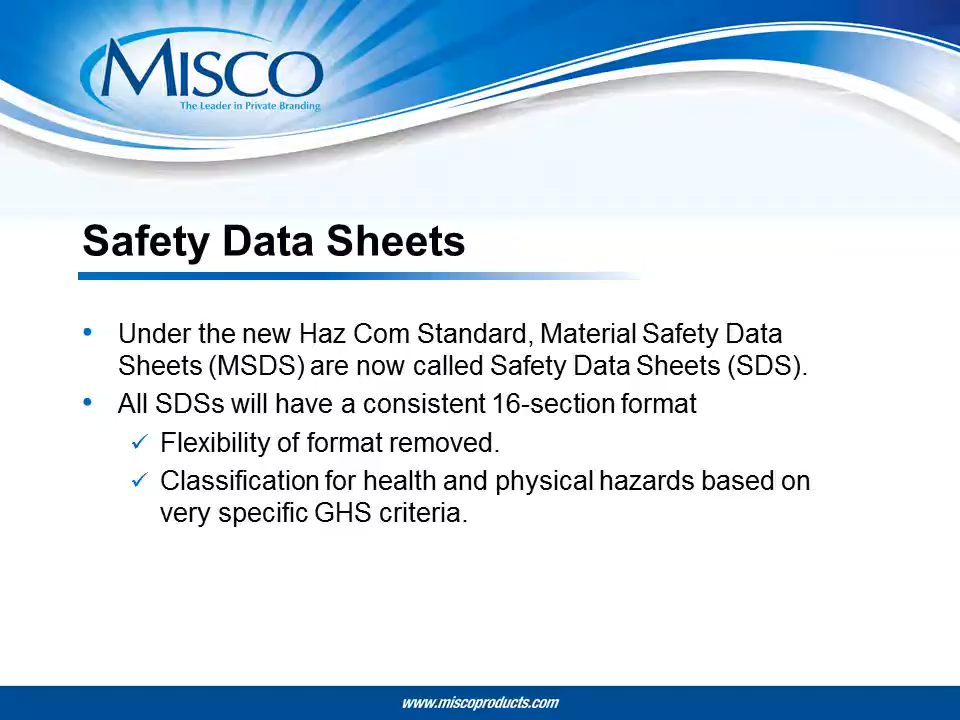 MISCO
The Leader in Private Branding
Safety Data Sheets
• Under the new Haz Com Standard, Material Safety Data
Sheets (MSDS) are now called Safety Data Sheets (SDS).
• All SDSs will have a consistent 16-section format
✓ Flexibility of format removed.
✓ Classification for health and physical hazards based on
very specific GHS criteria.
www.miscoproducts.com